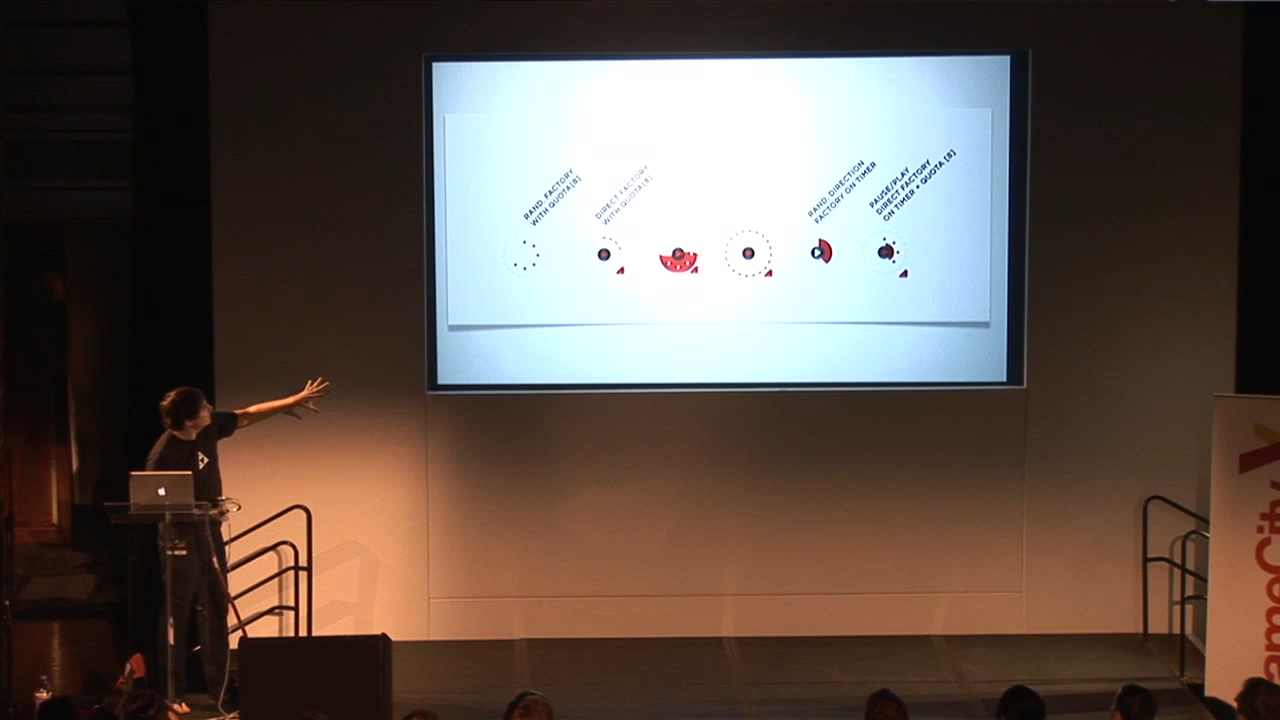 RAND. FACTORY
WITH QUOTA[8]
DIRECT FACTORY
WITH QUOTA[8]
RAND. DIRECTION
FACTORY ON TIMER
PAUSE/PLAY
DIRECT FACTORY
ON TIMER + QUOTA [8]
ameCity